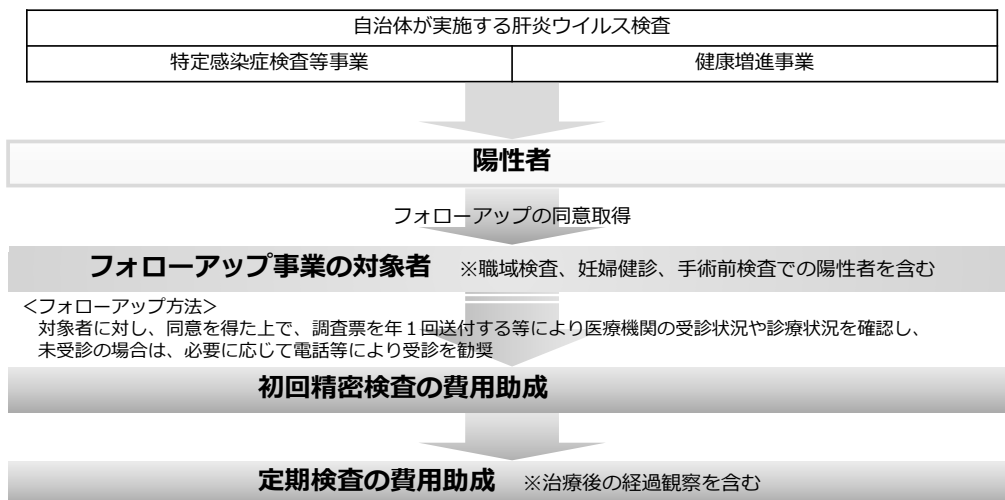 自治体が実施する肝炎ウイルス検査
特定感染症検査等事業
健康増進事業
陽性者
フォローアップの同意取得
フォローアップ事業の対象者 ※職域検査、妊婦健診、手術前検査での陽性者を含む
<フォローアップ方法>
対象者に対し、同意を得た上で、調査票を年１回送付する等により医療機関の受診状況や診療状況を確認し、
未受診の場合は、必要に応じて電話等により受診を勧奨
初回精密検査の費用助成
定期検査の費用助成 ※治療後の経過観察を含む